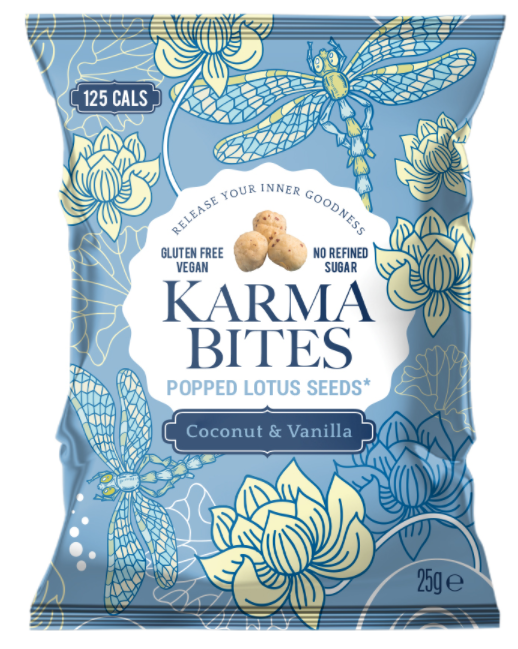 125 CALS
RELEASE YOUR INNER GOODNESS
GLUTEN FREE
VEGAN
NO REFINED
SUGAR
KARMA
BITES
POPPED LOTUS SEEDS*
Coconut & Vanilla
25g ℮